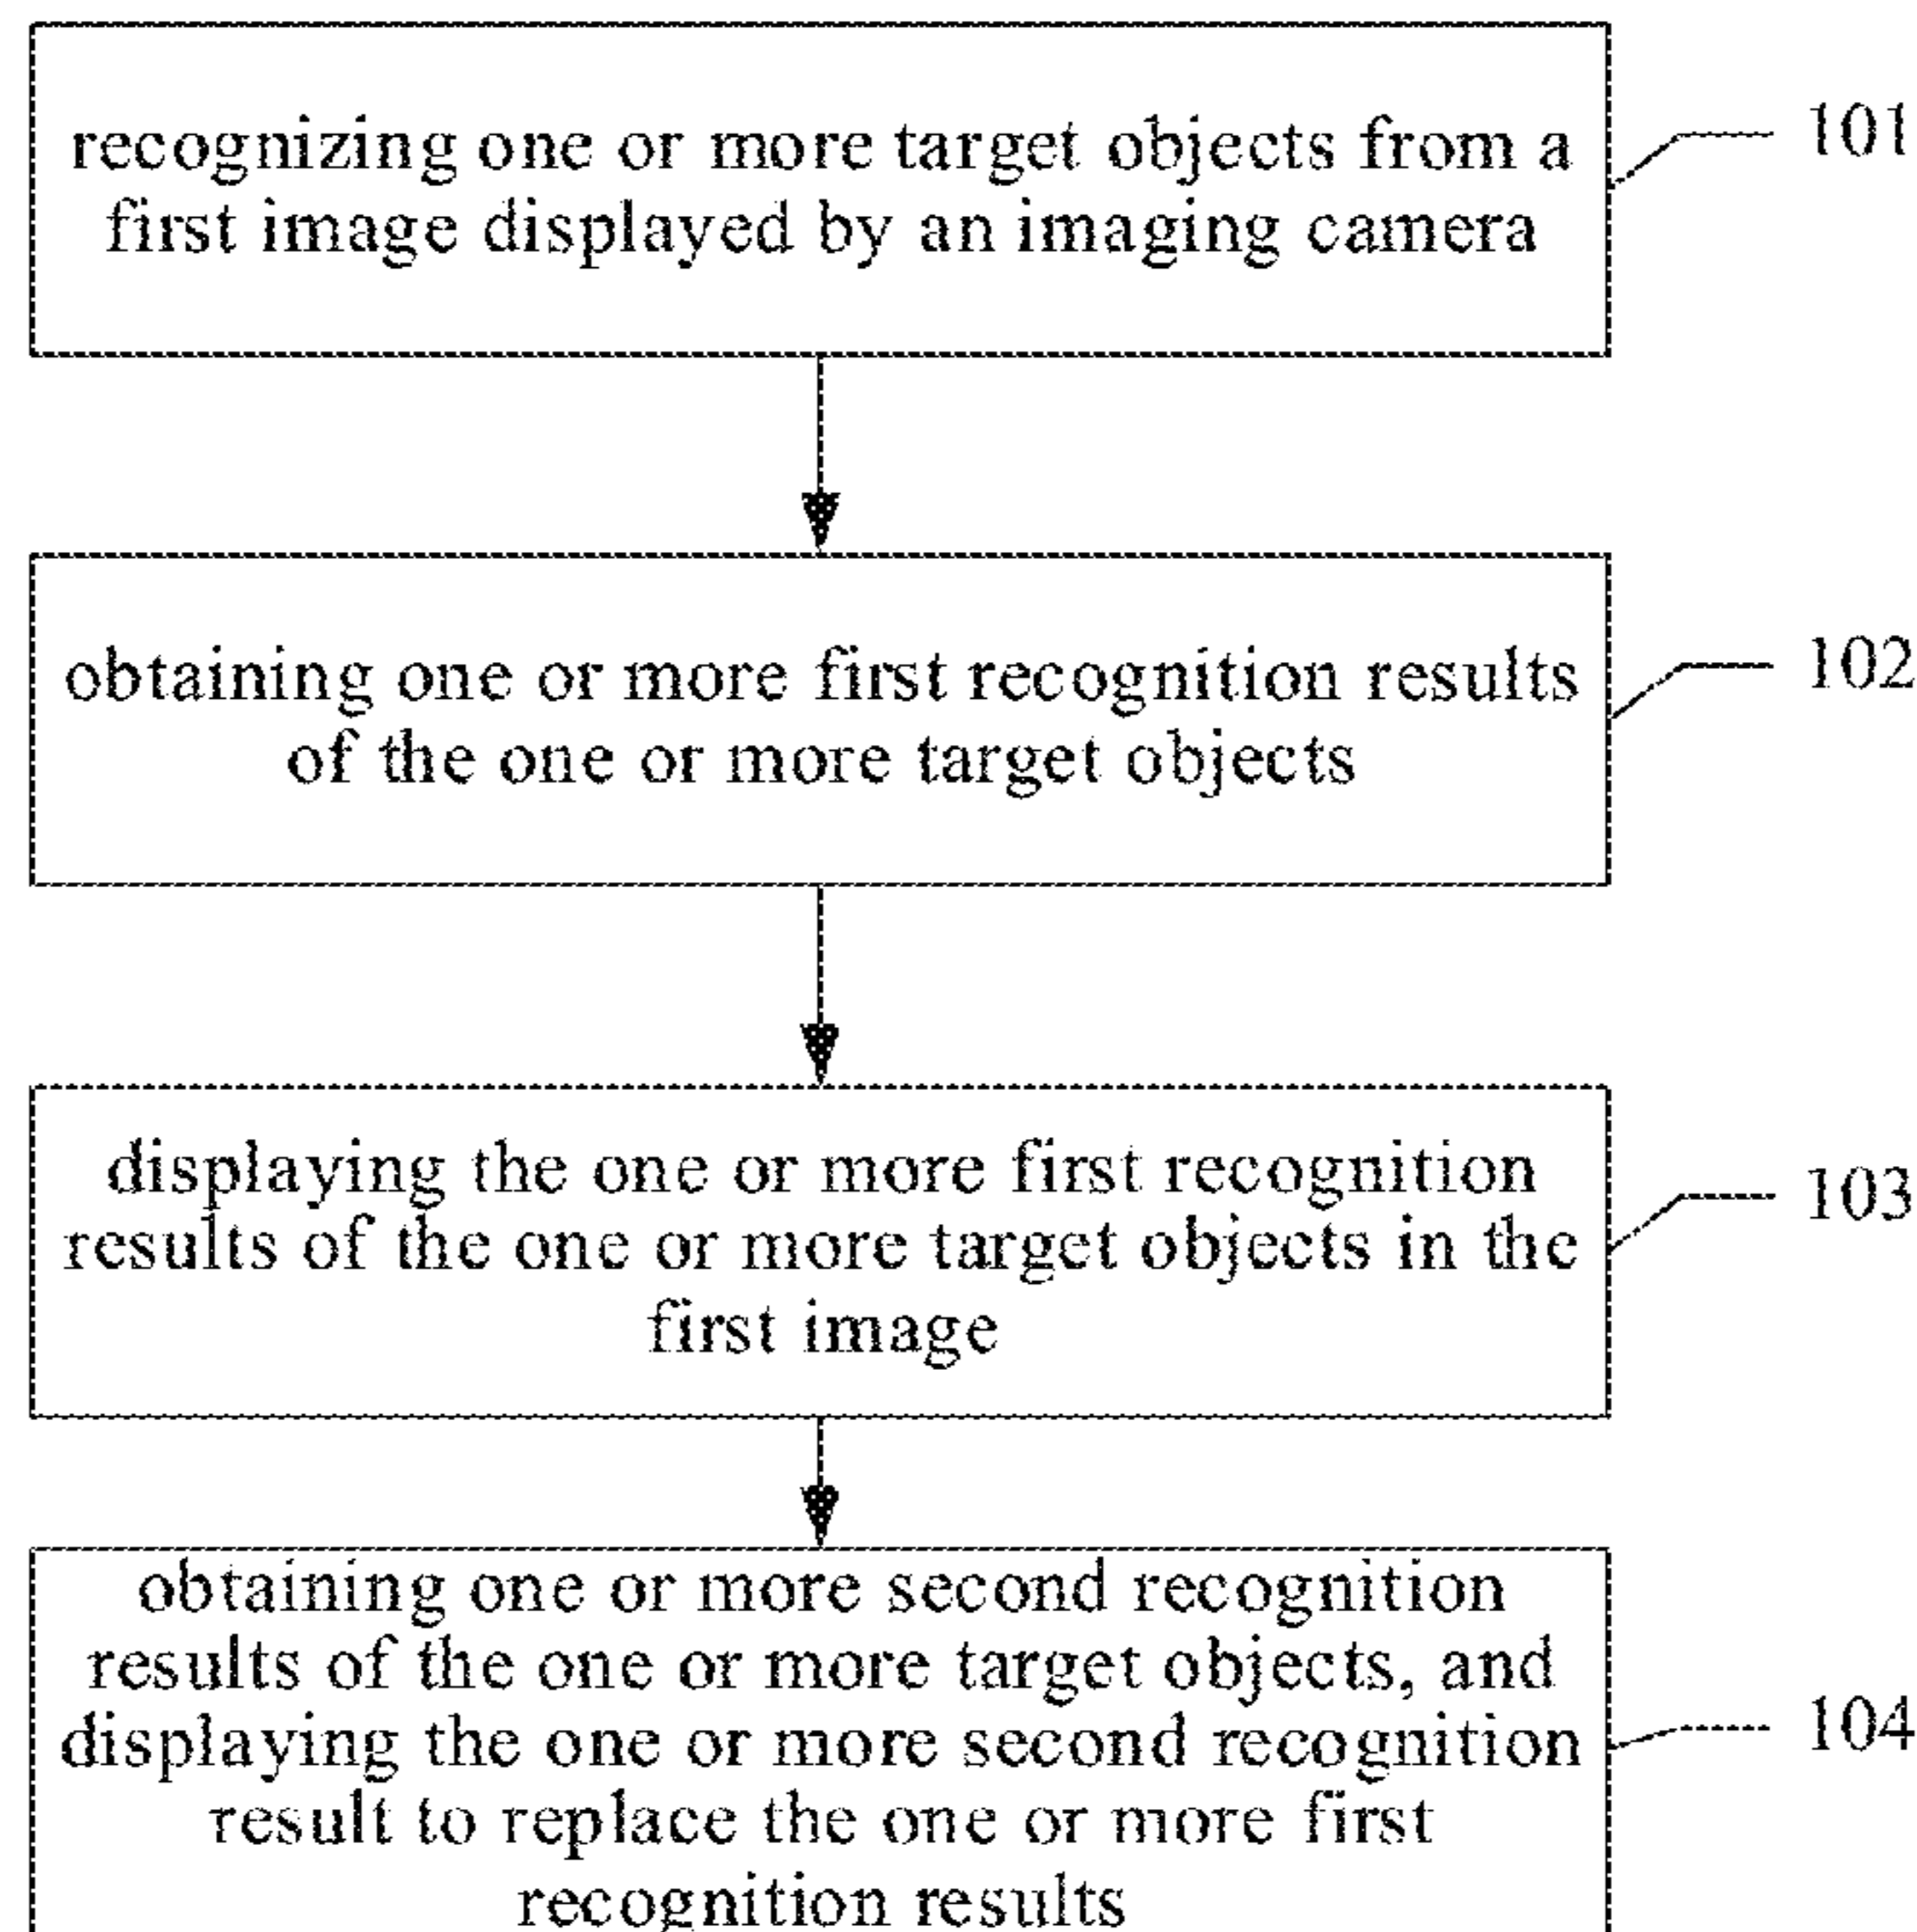 recognizing one or more target objects from a
first image displayed by an imaging camera
101
obtaining one or more first recognition results
of the one or more target objects
102
displaying the one or more first recognition
results of the one or more target objects in the
first image
103
obtaining one or more second recognition
results of the one or more target objects, and
displaying the one or more second recognition
result to replace the one or more first
recognition results
104